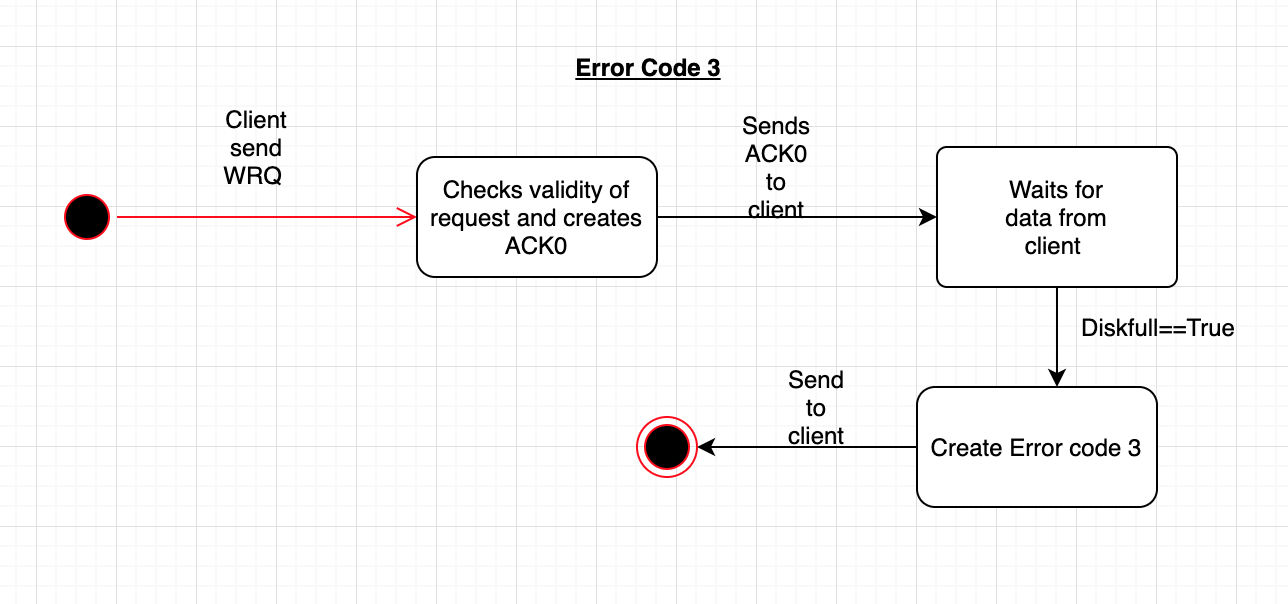 Error Code 3
Client
send
WRQ
Checks validity of
request and creates
ACK0
Sends
ACK0
to
client
Waits for
data from
client
Diskfull==True
Create Error code 3
Send
to
client